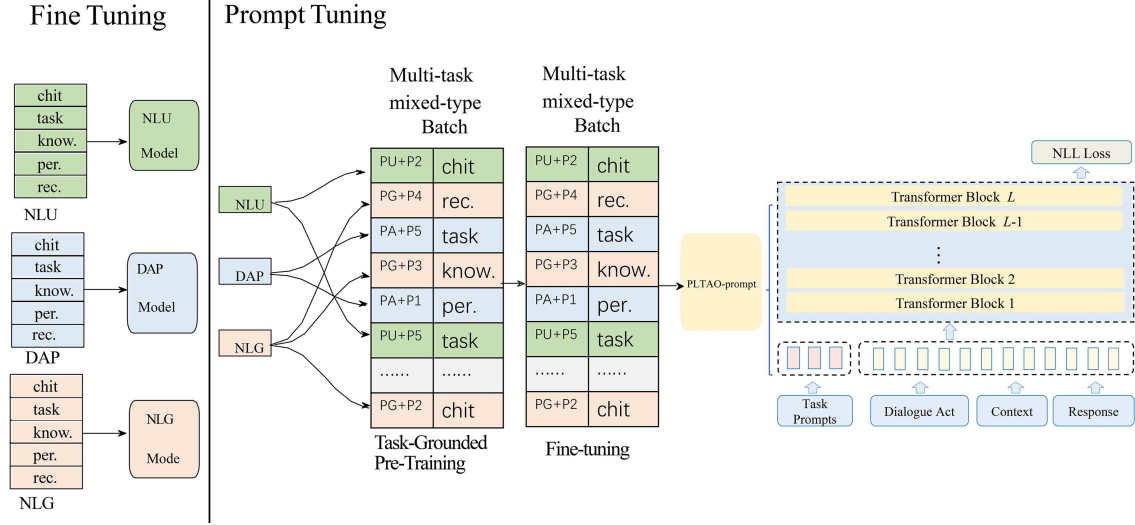 Fine Tuning
chit
task
know.
per.
rec.
NLU
NLU
Model
chit
task
know.
per.
rec.
DAP
DAP
Model
chit
task
know.
per.
rec.
NLG
NLG
Mode
Prompt Tuning
NLU
DAP
NLG
Multi-task
mixed-type
Batch
PU+P2 chit
PG+P4 rec.
PA+P5 task
PG+P3 know.
PA+P1 per.
PU+P5 task
...... ......
PG+P2 chit
Task-Grounded
Pre-Training
Multi-task
mixed-type
Batch
PU+P2 chit
PG+P4 rec.
PA+P5 task
PG+P3 know.
PA+P1 per.
PU+P5 task
...... ......
PG+P2 chit
Fine-tuning
PLTAO-prompt
NLL Loss
Transformer Block L
Transformer Block L-1
⋮
Transformer Block 2
Transformer Block 1
Task
Prompts
Dialogue Act
Context
Response